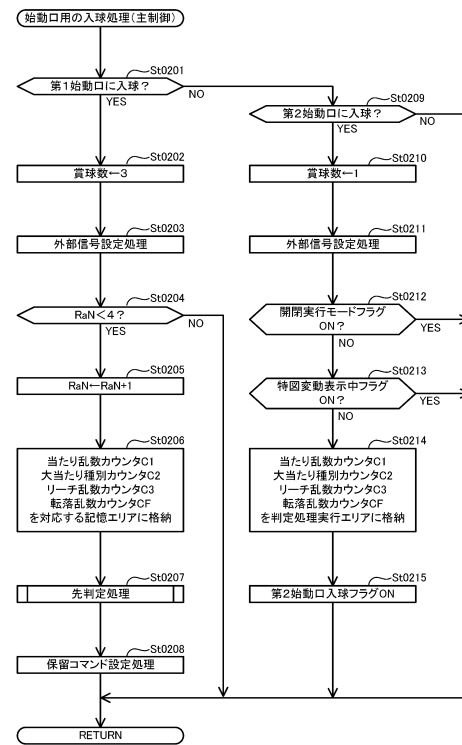 始動口用の入球処理(主制御)
St0201
第1始動口に入球？
YES
NO
St0202
賞球数←3
St0203
外部信号設定処理
St0204
RaN＜4？
YES
NO
St0205
RaN←RaN+1
St0206
当たり乱数カウンタC1
大当たり種別カウンタC2
リーチ乱数カウンタC3
転落乱数カウンタCF
を対応する記憶エリアに格納
St0207
先判定処理
St0208
保留コマンド設定処理
RETURN
St0209
第2始動口に入球？
YES
NO
St0210
賞球数←1
St0211
外部信号設定処理
St0212
開閉実行モードフラグ
ON？
YES
NO
St0213
特図変動表示中フラグ
ON？
YES
NO
St0214
当たり乱数カウンタC1
大当たり種別カウンタC2
リーチ乱数カウンタC3
転落乱数カウンタCF
を判定処理実行エリアに格納
St0215
第2始動口入球フラグON